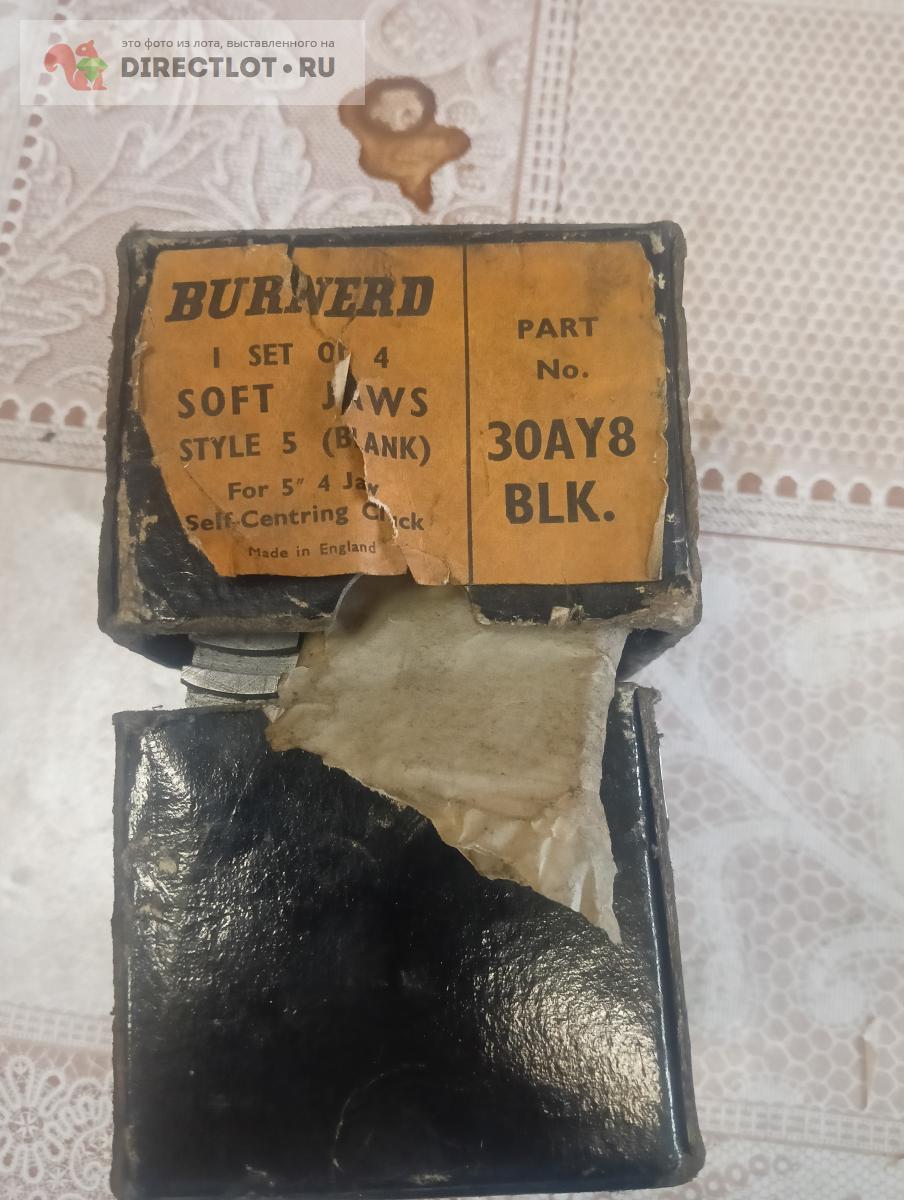 это фото из лота, выставленного на
DIRECTLOT•RU
BURNERD
1 SET OF 4
SOFT JAWS
STYLE 5 (BLANK)
For 5" 4 Jaw
Self-Centring Chuck
Made in England
PART
No.
30AY8
BLK.